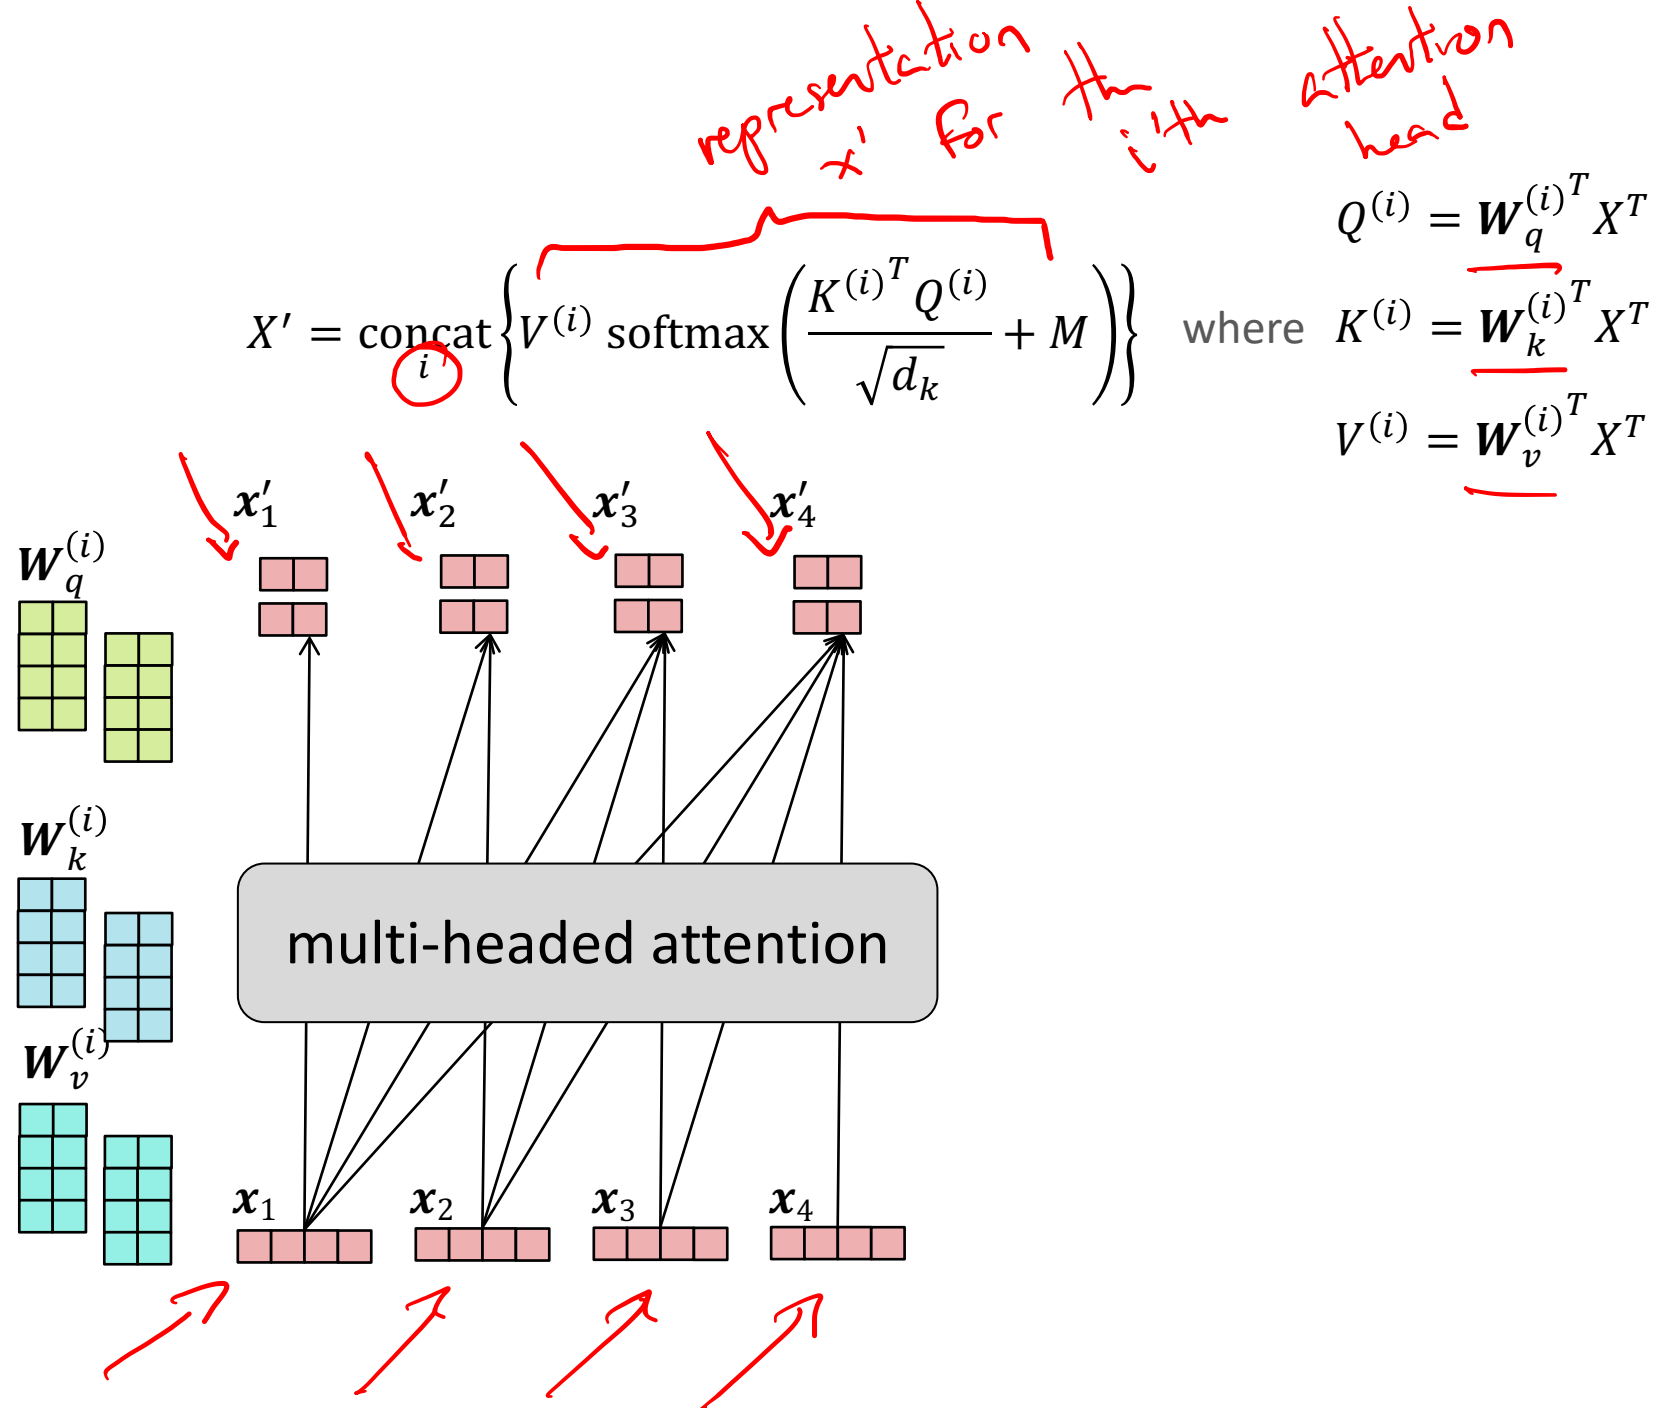 representation attention
x' for th i'th head
Q^(i) = W_q^(i)^T X^T
X′ = concat_i { V^(i) softmax ( K^(i)^T Q^(i) / √d_k + M ) } where K^(i) = W_k^(i)^T X^T
V^(i) = W_v^(i)^T X^T
x′_1 x′_2 x′_3 x′_4
W_q^(i)
W_k^(i)
multi-headed attention
W_v^(i)
x_1 x_2 x_3 x_4